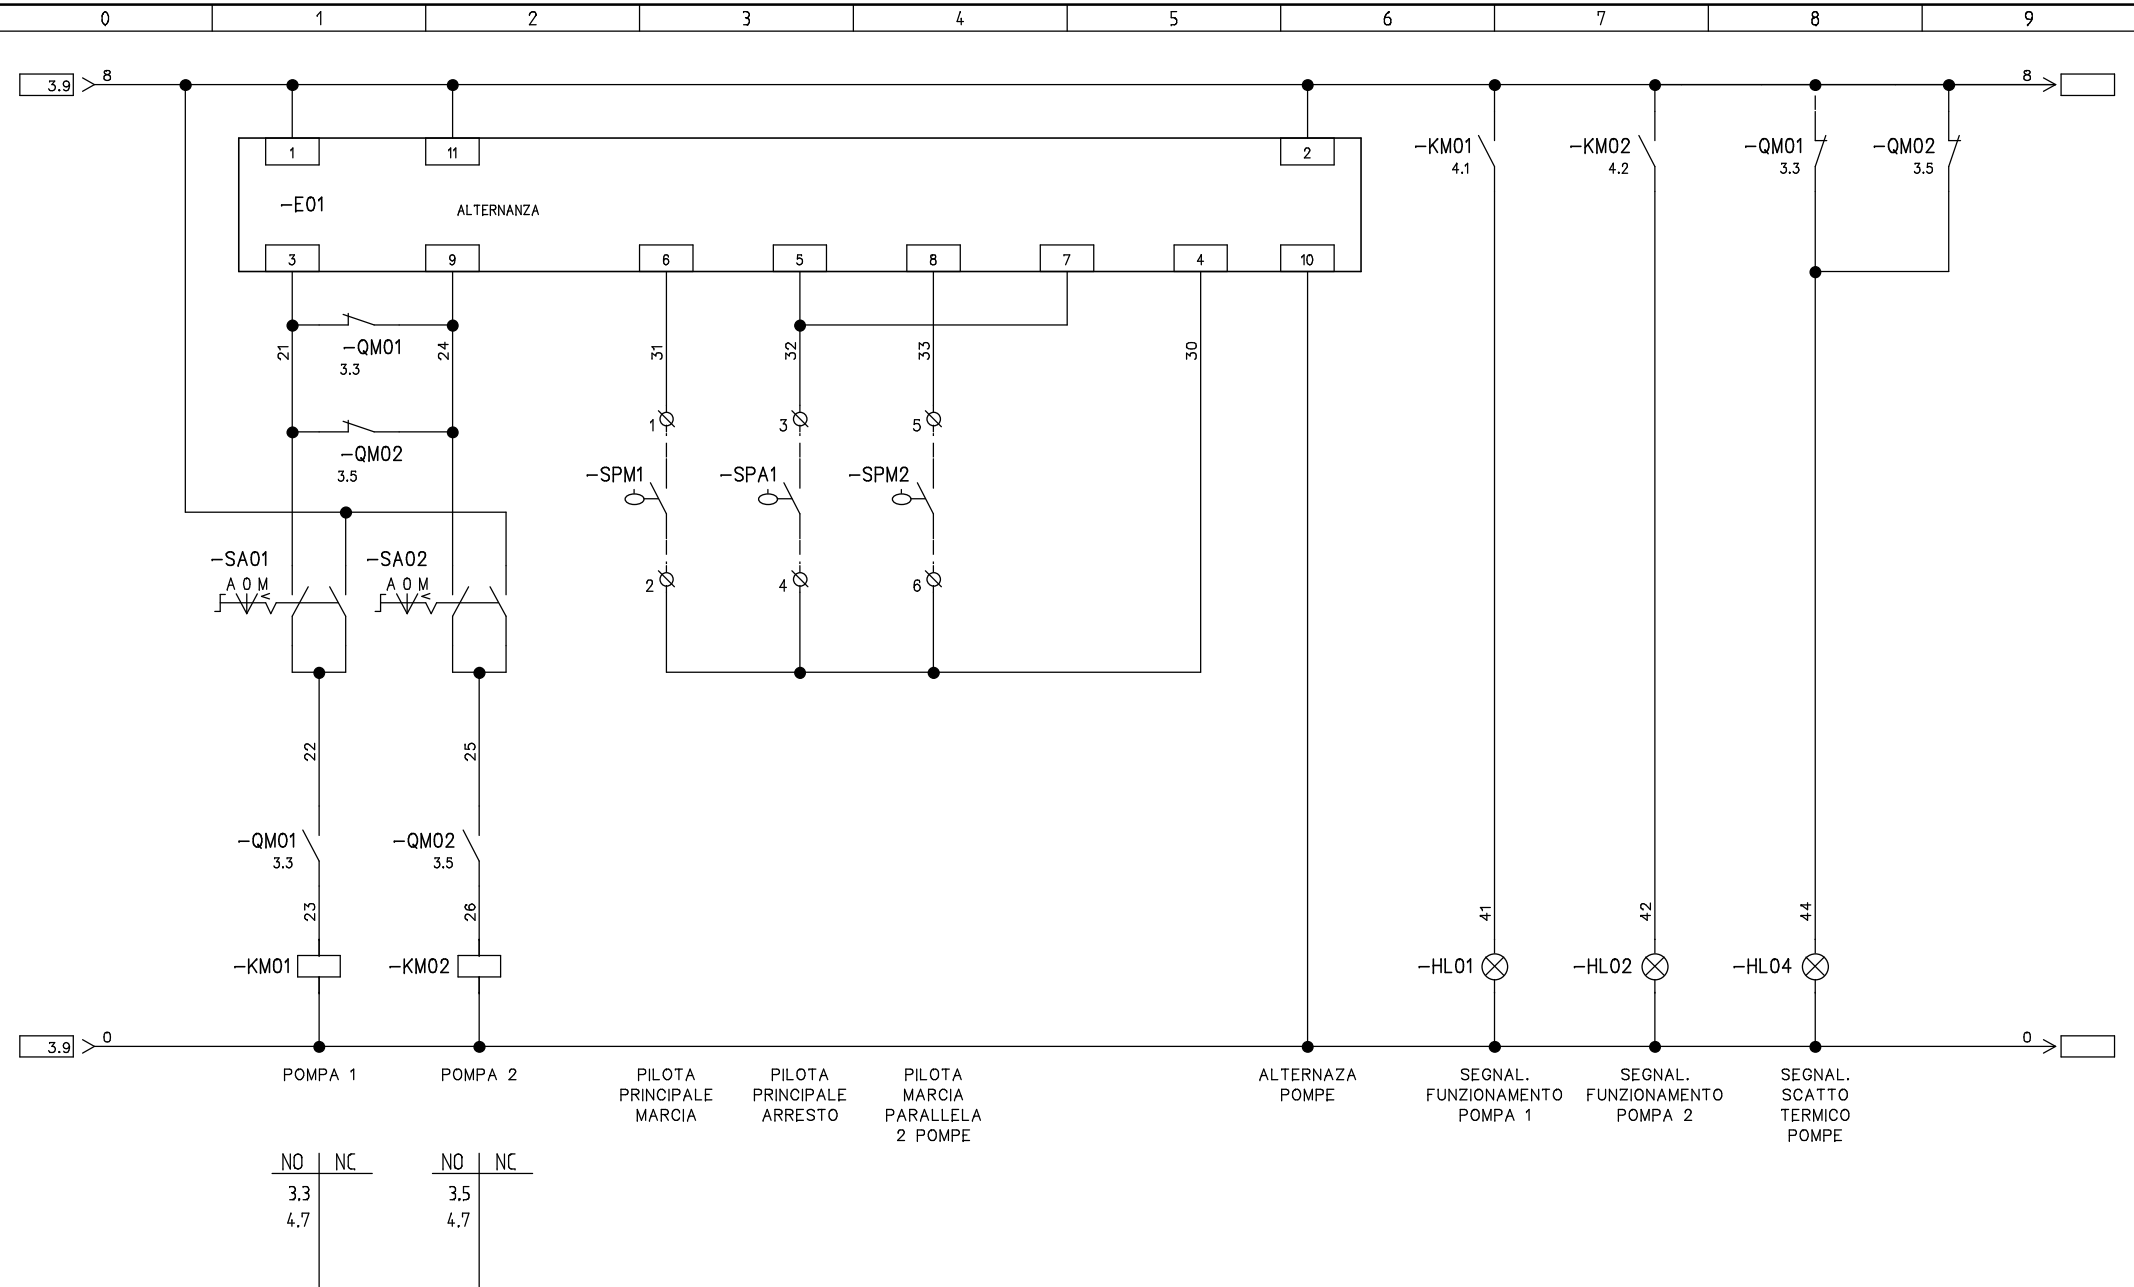 0 1 2 3 4 5 6 7 8 9
3.9 8 8
1 11 2
-KM01 -KM02 -QM01 -QM02
4.1 4.2 3.3 3.5
-E01 ALTERNANZA
3 9 6 5 8 7 4 10
21 -QM01 24 31 32 33 30
3.3
1 3 5
-QM02
3.5
-SPM1 -SPA1 -SPM2
-SA01 -SA02
A O M A O M
2 4 6
22 25
-QM01 -QM02
3.3 3.5
23 26 41 42 44
-KM01 -KM02 -HL01 -HL02 -HL04
3.9 0 0
POMPA 1
POMPA 2
PILOTA
PRINCIPALE
MARCIA
PILOTA
PRINCIPALE
ARRESTO
PILOTA
MARCIA
PARALLELA
2 POMPE
ALTERNAZA
POMPE
SEGNAL.
FUNZIONAMENTO
POMPA 1
SEGNAL.
FUNZIONAMENTO
POMPA 2
SEGNAL.
SCATTO
TERMICO
POMPE
NO NC NO NC
3.3 3.5
4.7 4.7